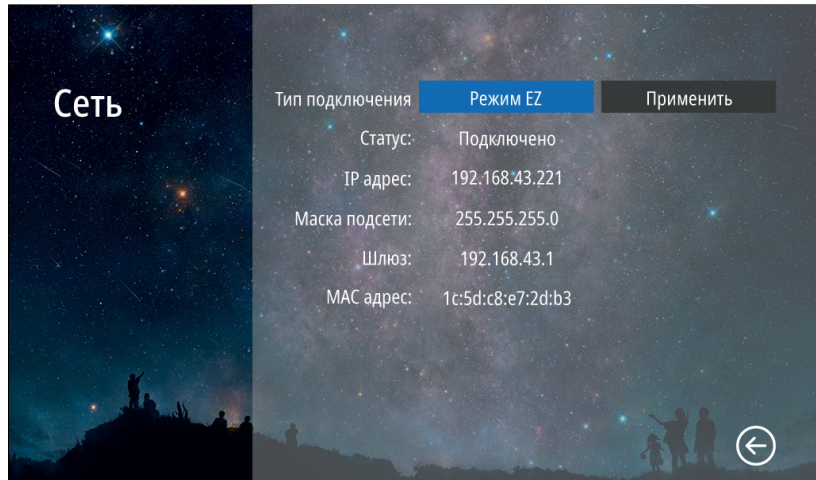 Сеть
Тип подключения Режим EZ Применить
Статус: Подключено
IP адрес: 192.168.43.221
Маска подсети: 255.255.255.0
Шлюз: 192.168.43.1
MAC адрес: 1c:5d:c8:e7:2d:b3